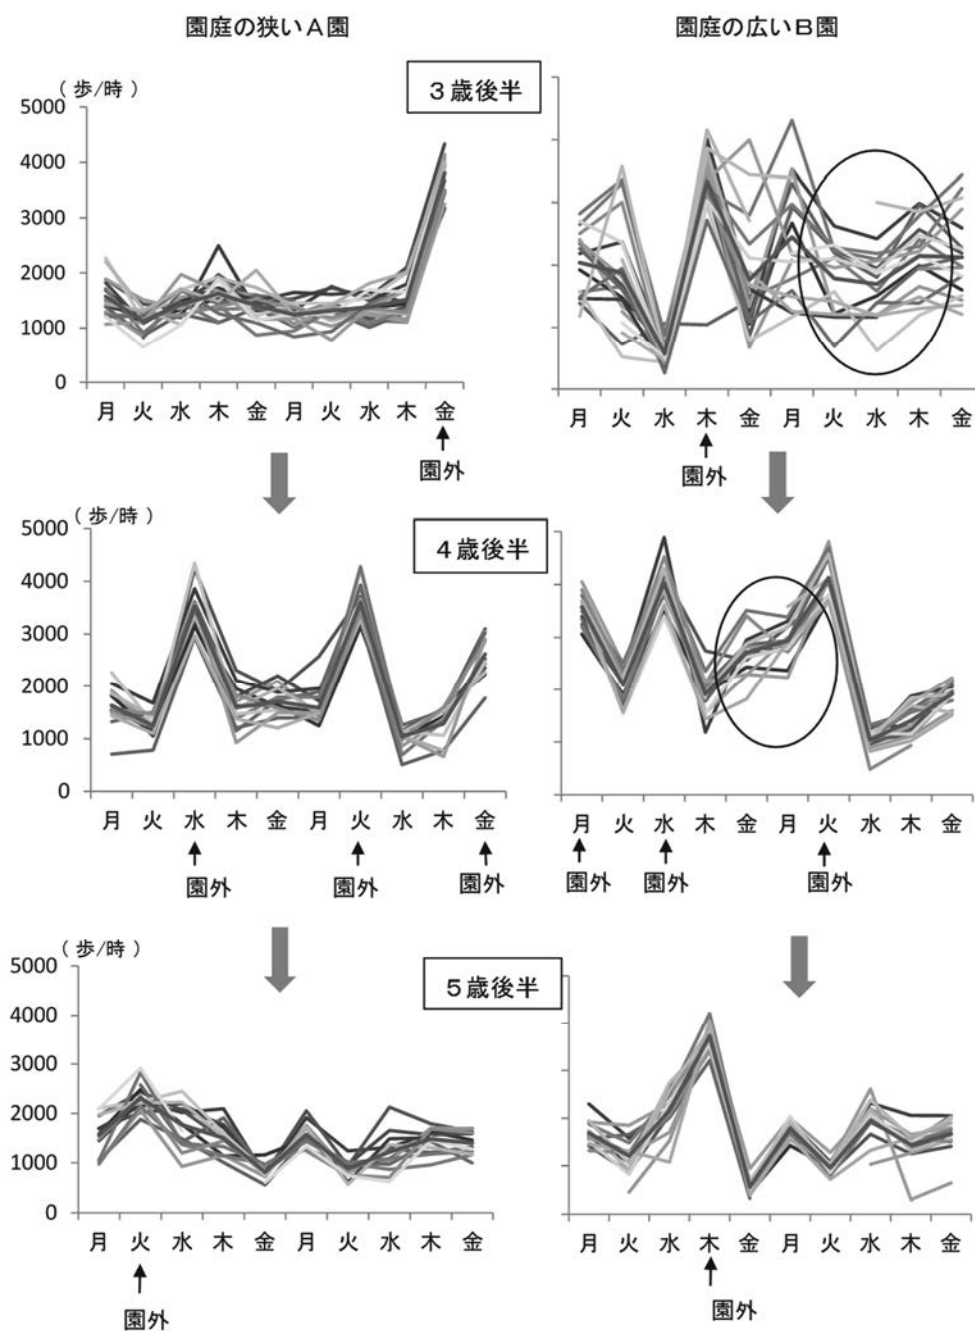 園庭の狭いA園
園庭の広いB園
（歩/時）
3歳後半
5000
4000
3000
2000
1000
0
月 火 水 木 金 月 火 水 木 金
園外
月 火 水 木 金 月 火 水 木 金
園外
（歩/時）
4歳後半
5000
4000
3000
2000
1000
0
月 火 水 木 金 月 火 水 木 金
園外 園外 園外
月 火 水 木 金 月 火 水 木 金
園外 園外 園外
（歩/時）
5歳後半
5000
4000
3000
2000
1000
0
月 火 水 木 金 月 火 水 木 金
園外
月 火 水 木 金 月 火 水 木 金
園外